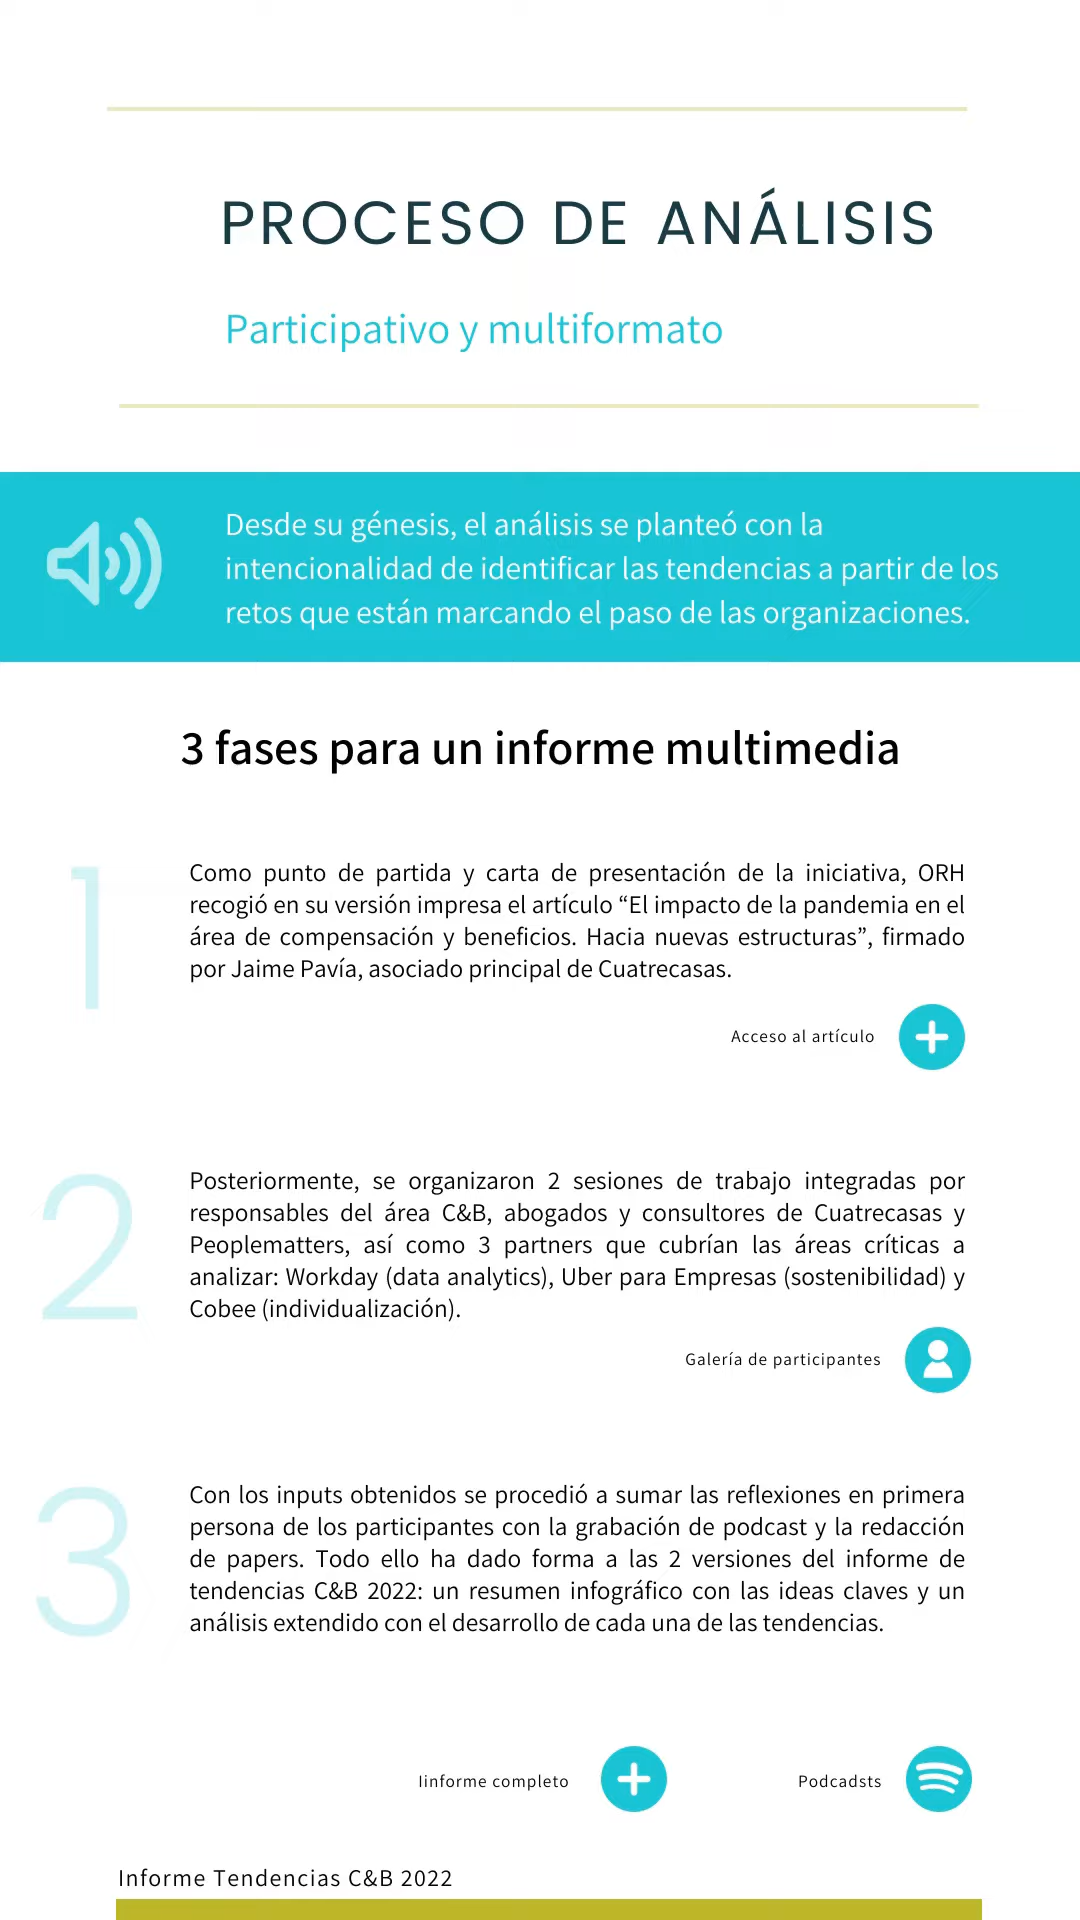 PROCESO DE ANÁLISIS
Participativo y multiformato
Desde su génesis, el análisis se planteó con la
intencionalidad de identificar las tendencias a partir de los
retos que están marcando el paso de las organizaciones.
3 fases para un informe multimedia
1
Como punto de partida y carta de presentación de la iniciativa, ORH
recogió en su versión impresa el artículo “El impacto de la pandemia en el
área de compensación y beneficios. Hacia nuevas estructuras”, firmado
por Jaime Pavía, asociado principal de Cuatrecasas.
Acceso al artículo
2
Posteriormente, se organizaron 2 sesiones de trabajo integradas por
responsables del área C&B, abogados y consultores de Cuatrecasas y
Peoplematters, así como 3 partners que cubrían las áreas críticas a
analizar: Workday (data analytics), Uber para Empresas (sostenibilidad) y
Cobee (individualización).
Galería de participantes
3
Con los inputs obtenidos se procedió a sumar las reflexiones en primera
persona de los participantes con la grabación de podcast y la redacción
de papers. Todo ello ha dado forma a las 2 versiones del informe de
tendencias C&B 2022: un resumen infográfico con las ideas claves y un
análisis extendido con el desarrollo de cada una de las tendencias.
Iinforme completo
Podcadsts
Informe Tendencias C&B 2022